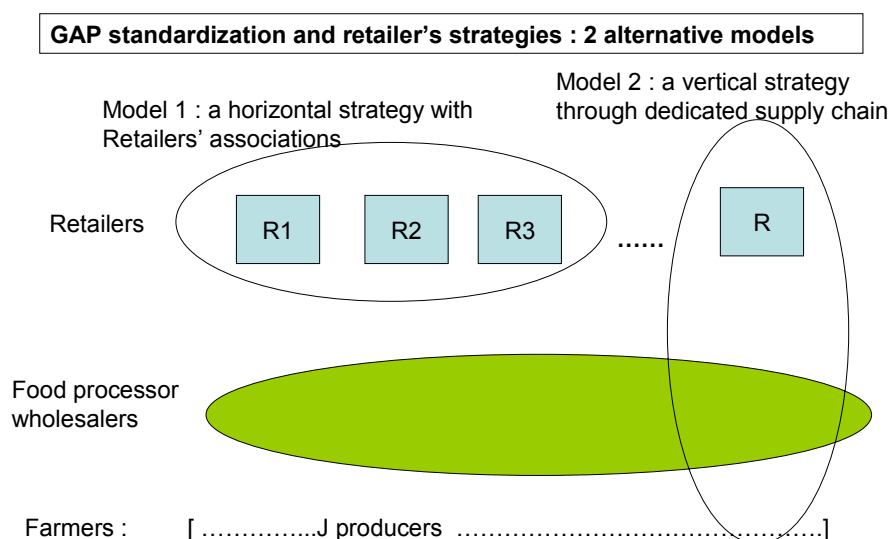 GAP standardization and retailer's strategies : 2 alternative models
Model 2 : a vertical strategy
through dedicated supply chain
Model 1 : a horizontal strategy with
Retailers' associations
Retailers
R1
R2
R3
......
R
Food processor
wholesalers
Farmers : [ …………...J producers ……………………………………….]